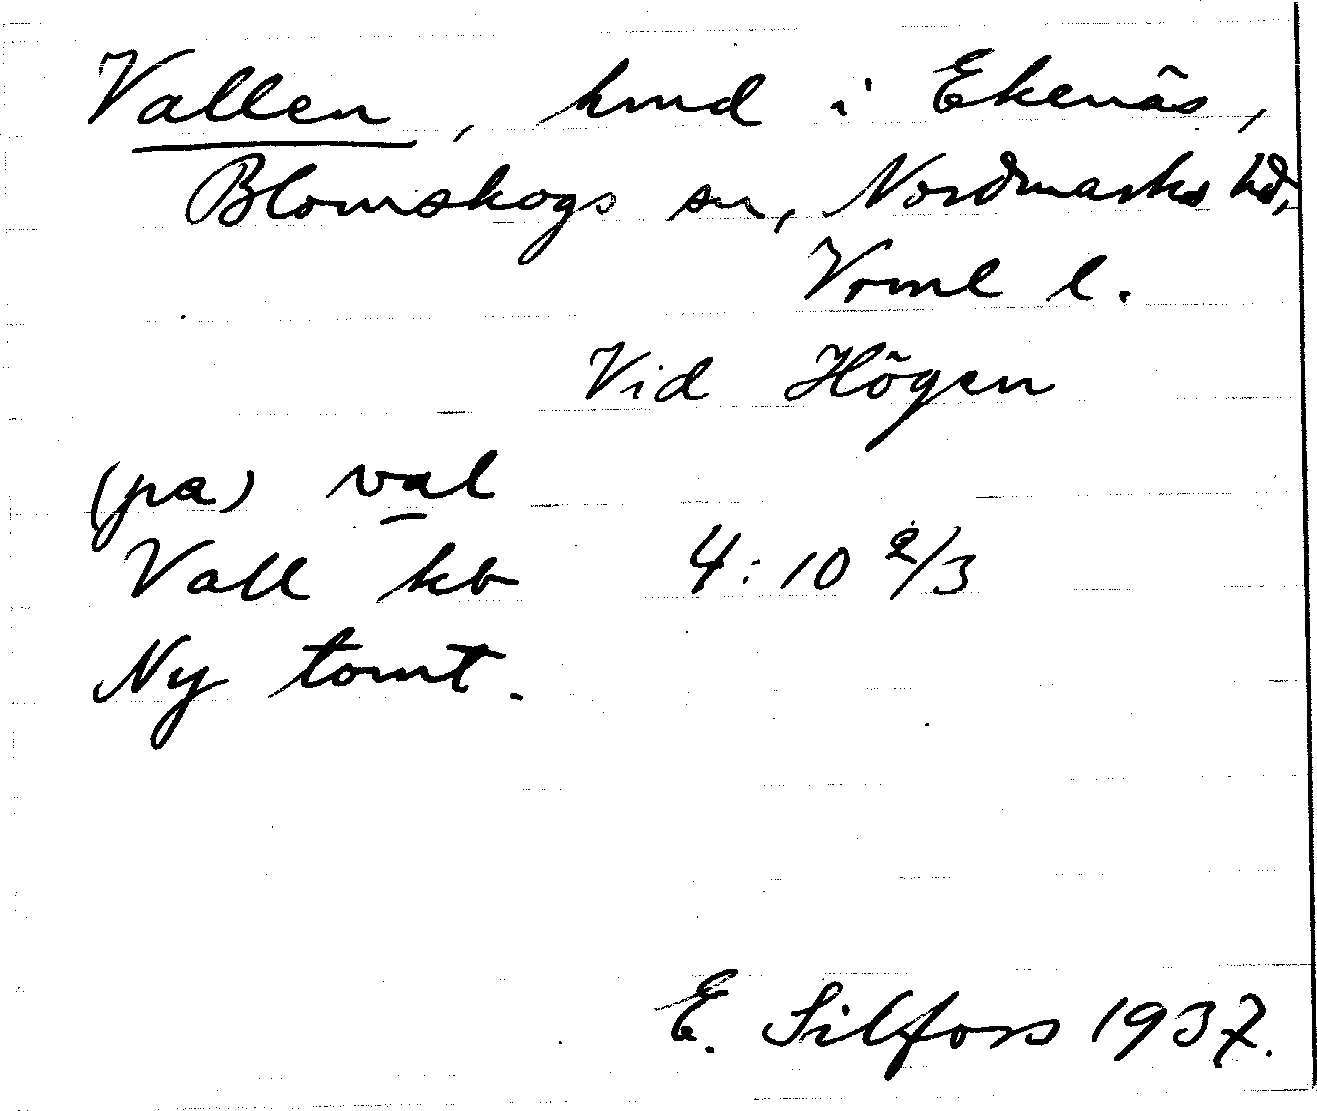 Vallen, hmd i Ekenäs,
Blomskogs sn, Nordmarks hd,
Vrml l.
Vid Högen
(pa) val
Vall kb 4:10 2/3
Ny tomt.
E. Silfors 1937.